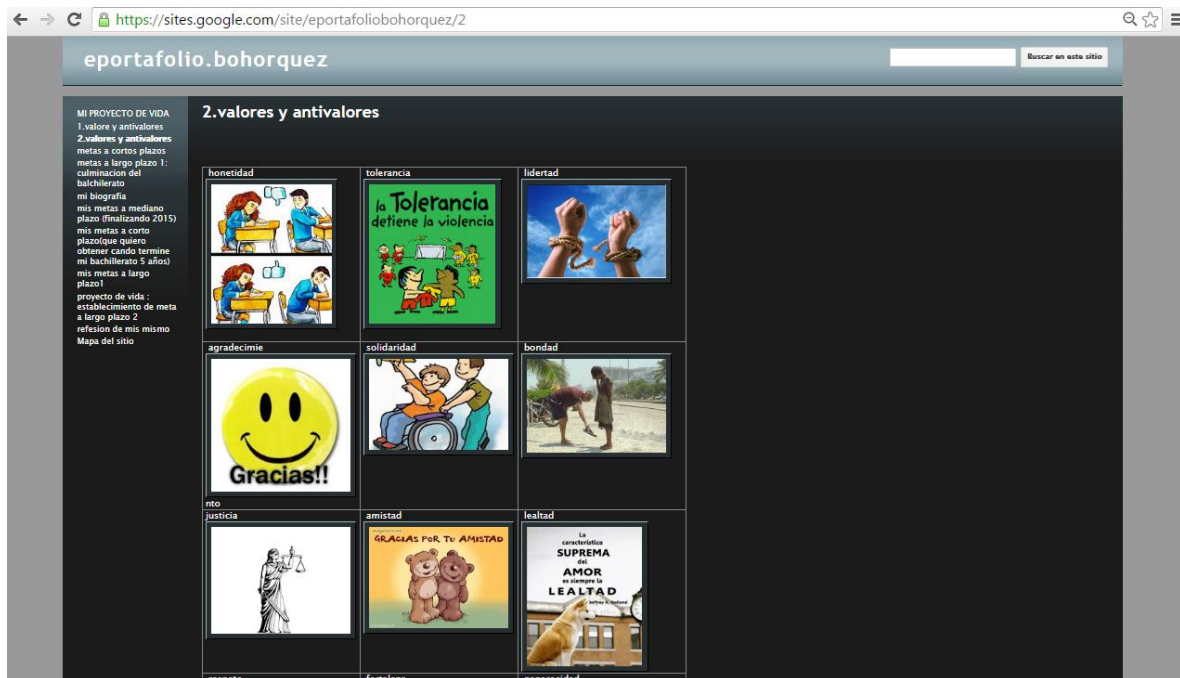 https://sites.google.com/site/eportafoliobohorquez/2
eportafolio.bohorquez
Buscar en este sitio
MI PROYECTO DE VIDA
1.valore y antivalores
2.valores y antivalores
metas a cortos plazos
metas a largo plazo 1:
culminacion del
balchilerato
mi biografia
mis metas a mediano
plazo (finalizando 2015)
mis metas a corto
plazo(que quiero
obtener cando termine
mi bachillerato 5 años)
mis metas a largo
plazo1
proyecto de vida :
establecimiento de meta
a largo plazo 2
refesion de mis mismo
Mapa del sitio
2.valores y antivalores
honetidad
tolerancia
la Tolerancia
detiene la violencia
lidertad
agradecimie
Gracias!!
nto
solidaridad
bondad
justicia
amistad
GRACIAS POR TU AMISTAD
lealtad
La
característica
SUPREMA
del
AMOR
es siempre la
LEALTAD